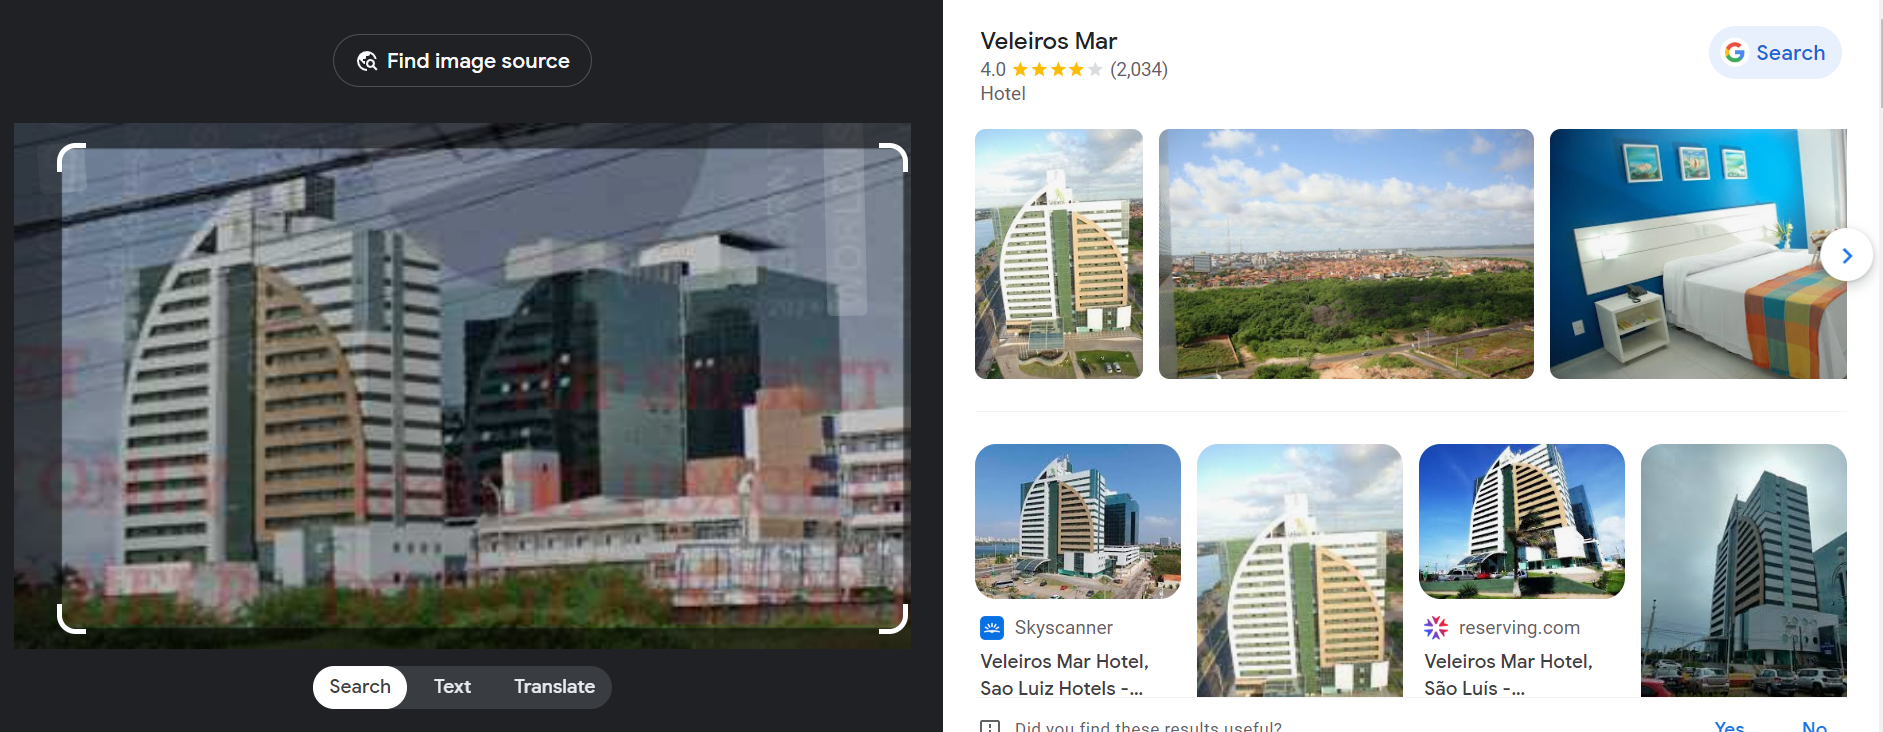 Find image source
Search
Text
Translate
Veleiros Mar
4.0 (2,034)
Hotel
Search
Skyscanner
Veleiros Mar Hotel,
Sao Luiz Hotels -...
reserving.com
Veleiros Mar Hotel,
São Luís -...
Did you find these results useful?
Yes
No